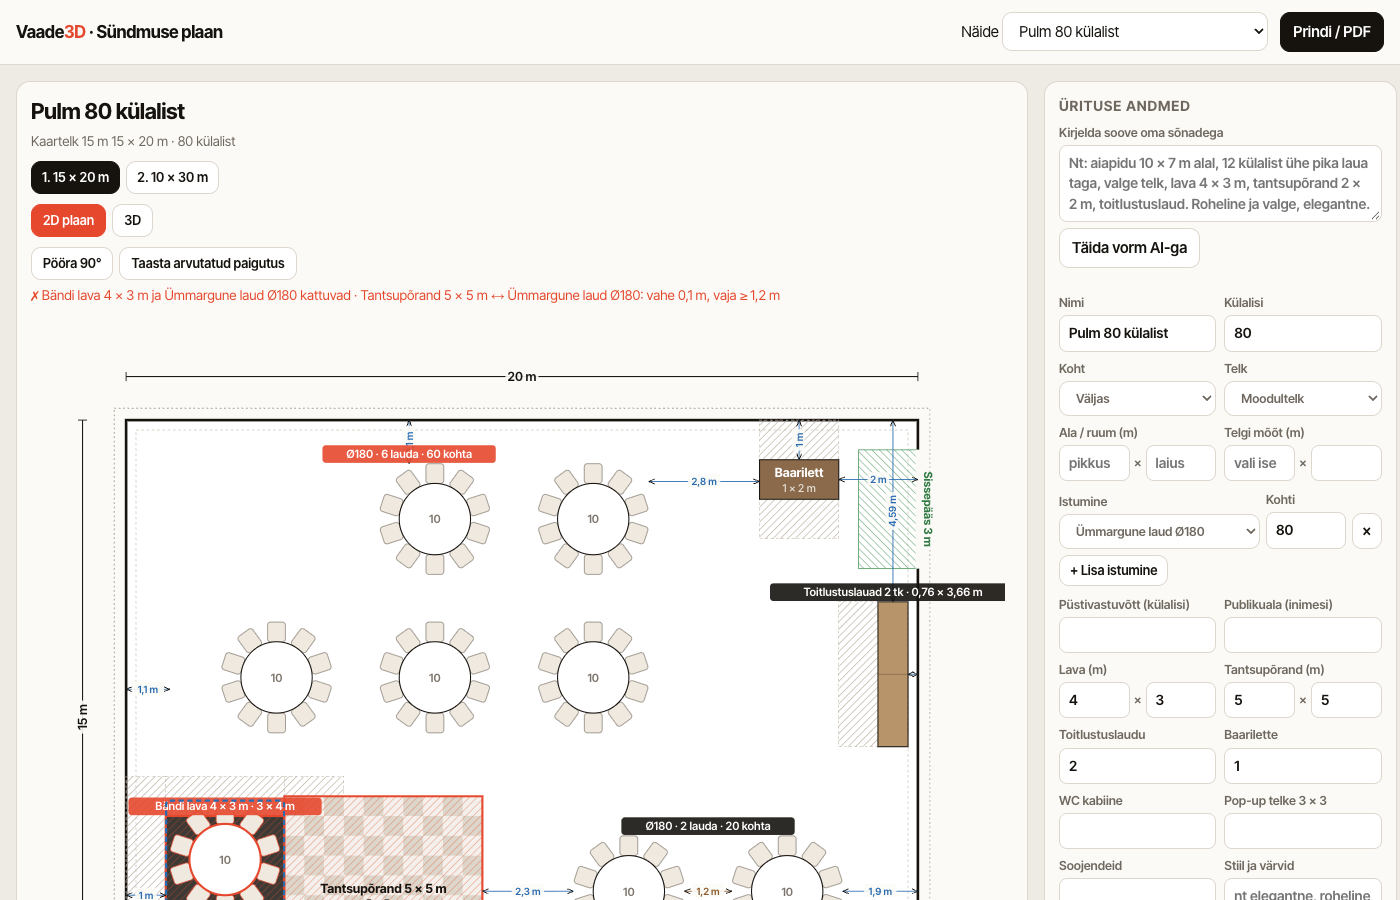 Vaade3D · Sündmuse plaan
Näide
Pulm 80 külalist
Prindi / PDF
Pulm 80 külalist
Kaartelk 15 m 15 × 20 m · 80 külalist
1. 15 × 20 m
2. 10 × 30 m
2D plaan
3D
Pööra 90°
Taasta arvutatud paigutus
✗ Bändi lava 4 × 3 m ja Ümmargune laud Ø180 kattuvad · Tantsupõrand 5 × 5 m ↔ Ümmargune laud Ø180: vahe 0,1 m, vaja ≥ 1,2 m
20 m
15 m
1 m
Ø180 · 6 lauda · 60 kohta
10
10
2,8 m
1 m
Baarilett
1 × 2 m
2 m
4,59 m
Sissepääs 3 m
Toitlustuslauad 2 tk · 0,76 × 3,66 m
10
10
10
1,1 m
Bändi lava 4 × 3 m · 3 × 4 m
10
1 m
Tantsupõrand 5 × 5 m
2,3 m
Ø180 · 2 lauda · 20 kohta
10
1,2 m
10
1,9 m
ÜRITUSE ANDMED
Kirjelda soove oma sõnadega
Nt: aiapidu 10 × 7 m alal, 12 külalist ühe pika laua
taga, valge telk, lava 4 × 3 m, tantsupõrand 2 ×
2 m, toitlustuslaud. Roheline ja valge, elegantne.
Täida vorm AI-ga
Nimi
Külalisi
Pulm 80 külalist
80
Koht
Telk
Väljas
Moodultelk
Ala / ruum (m)
Telgi mõõt (m)
pikkus × laius
vali ise ×
Istumine
Kohti
Ümmargune laud Ø180
80
×
+ Lisa istumine
Püstivastuvõtt (külalisi)
Publikuala (inimesi)
Lava (m)
Tantsupõrand (m)
4 × 3
5 × 5
Toitlustuslaudu
Baarilette
2
1
WC kabiine
Pop-up telke 3 × 3
Soojendeid
Stiil ja värvid
nt elegantne, roheline